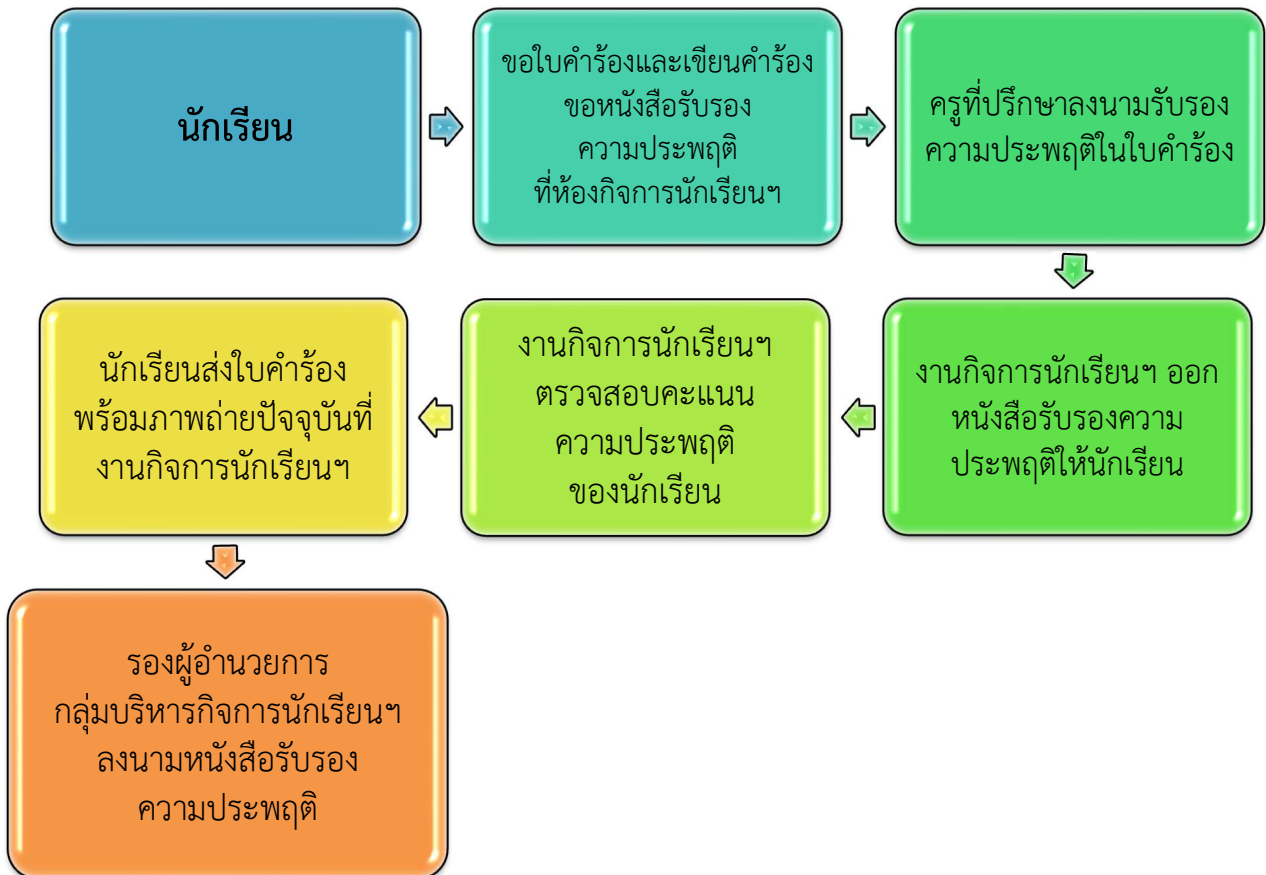 นักเรียน
ขอใบคำร้องและเขียนคำร้อง
ขอหนังสือรับรอง
ความประพฤติ
ที่ห้องกิจการนักเรียนฯ
ครูที่ปรึกษาลงนามรับรอง
ความประพฤติในใบคำร้อง
งานกิจการนักเรียนฯ ออก
หนังสือรับรองความ
ประพฤติให้นักเรียน
งานกิจการนักเรียนฯ
ตรวจสอบคะแนน
ความประพฤติ
ของนักเรียน
นักเรียนส่งใบคำร้อง
พร้อมภาพถ่ายปัจจุบันที่
งานกิจการนักเรียนฯ
รองผู้อำนวยการ
กลุ่มบริหารกิจการนักเรียนฯ
ลงนามหนังสือรับรอง
ความประพฤติ